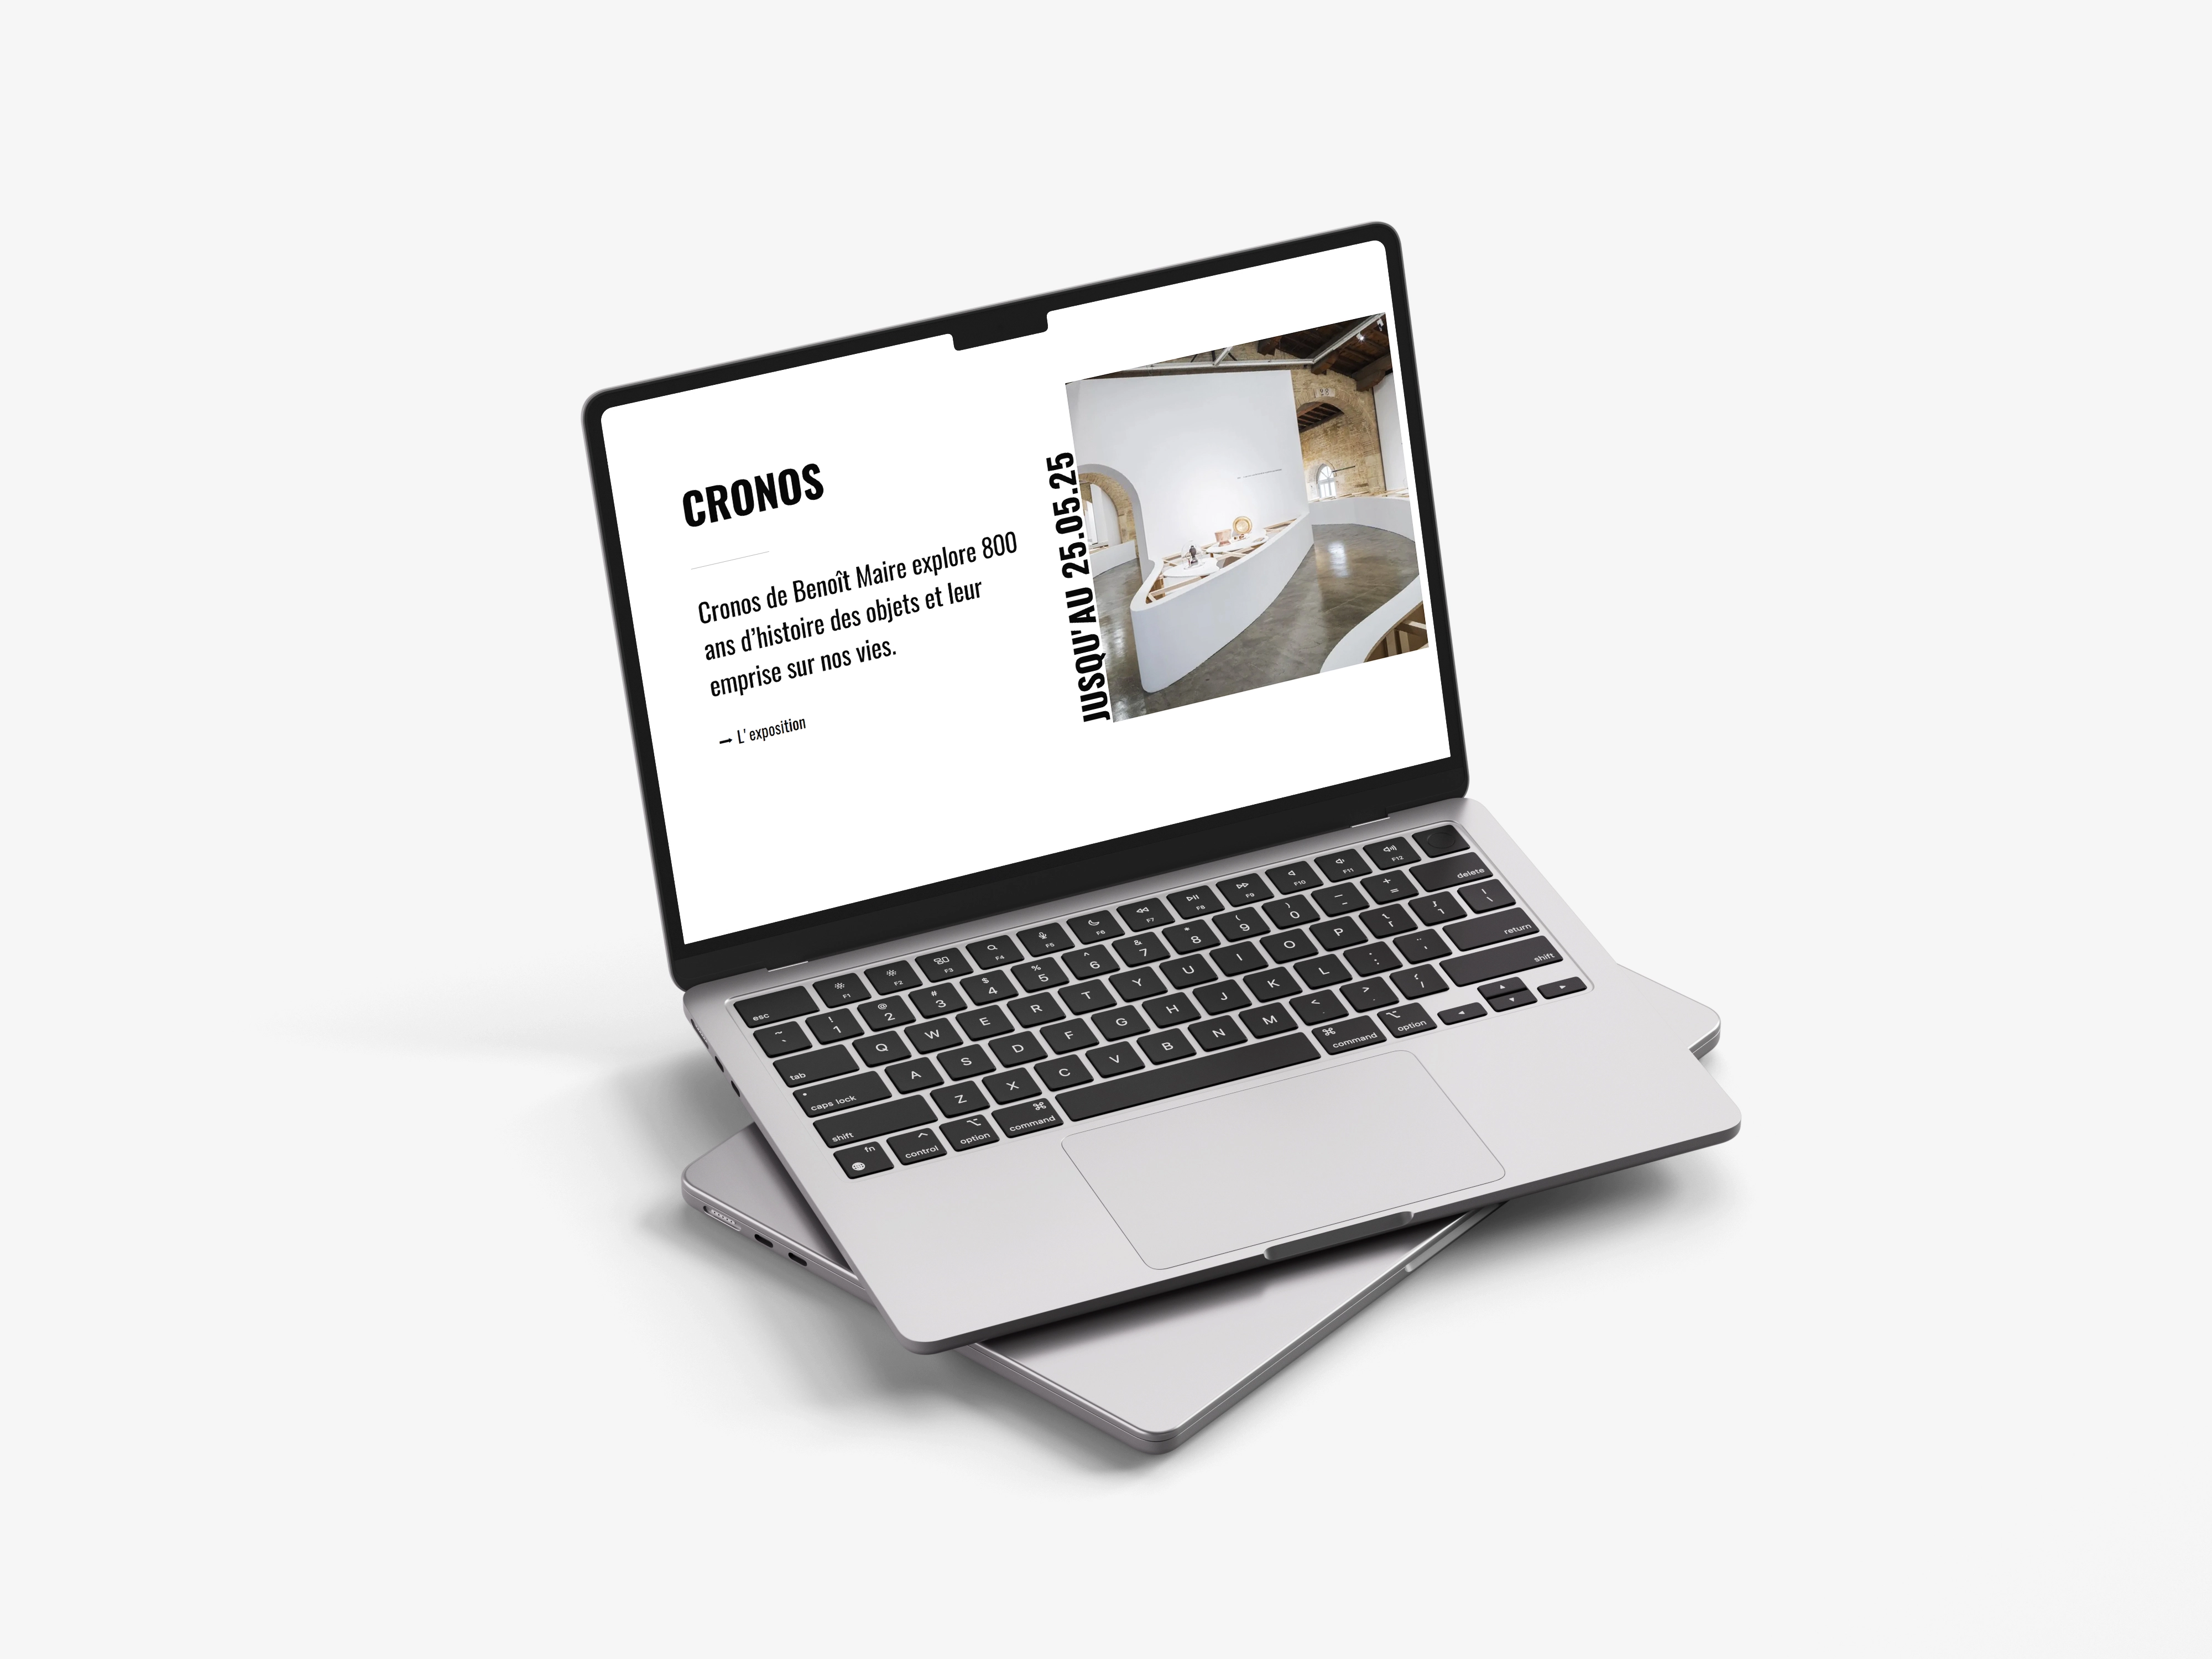 CRONOS
Cronos de Benoît Maire explore 800
ans d’histoire des objets et leur
emprise sur nos vies.
→ L' exposition
JUSQU'AU 25.05.25
esc F1 F2 F3 F4 F5 F6 F7 F8 F9 F10 F11 F12
~ ` ! 1 @ 2 # 3 $ 4 % 5 ^ 6 & 7 * 8 ( 9 ) 0 — - + = delete
tab Q W E R T Y U I O P
caps lock A S D F G H J K L : ; return
shift Z X C V B N M < , > . shift
fn control option command command option